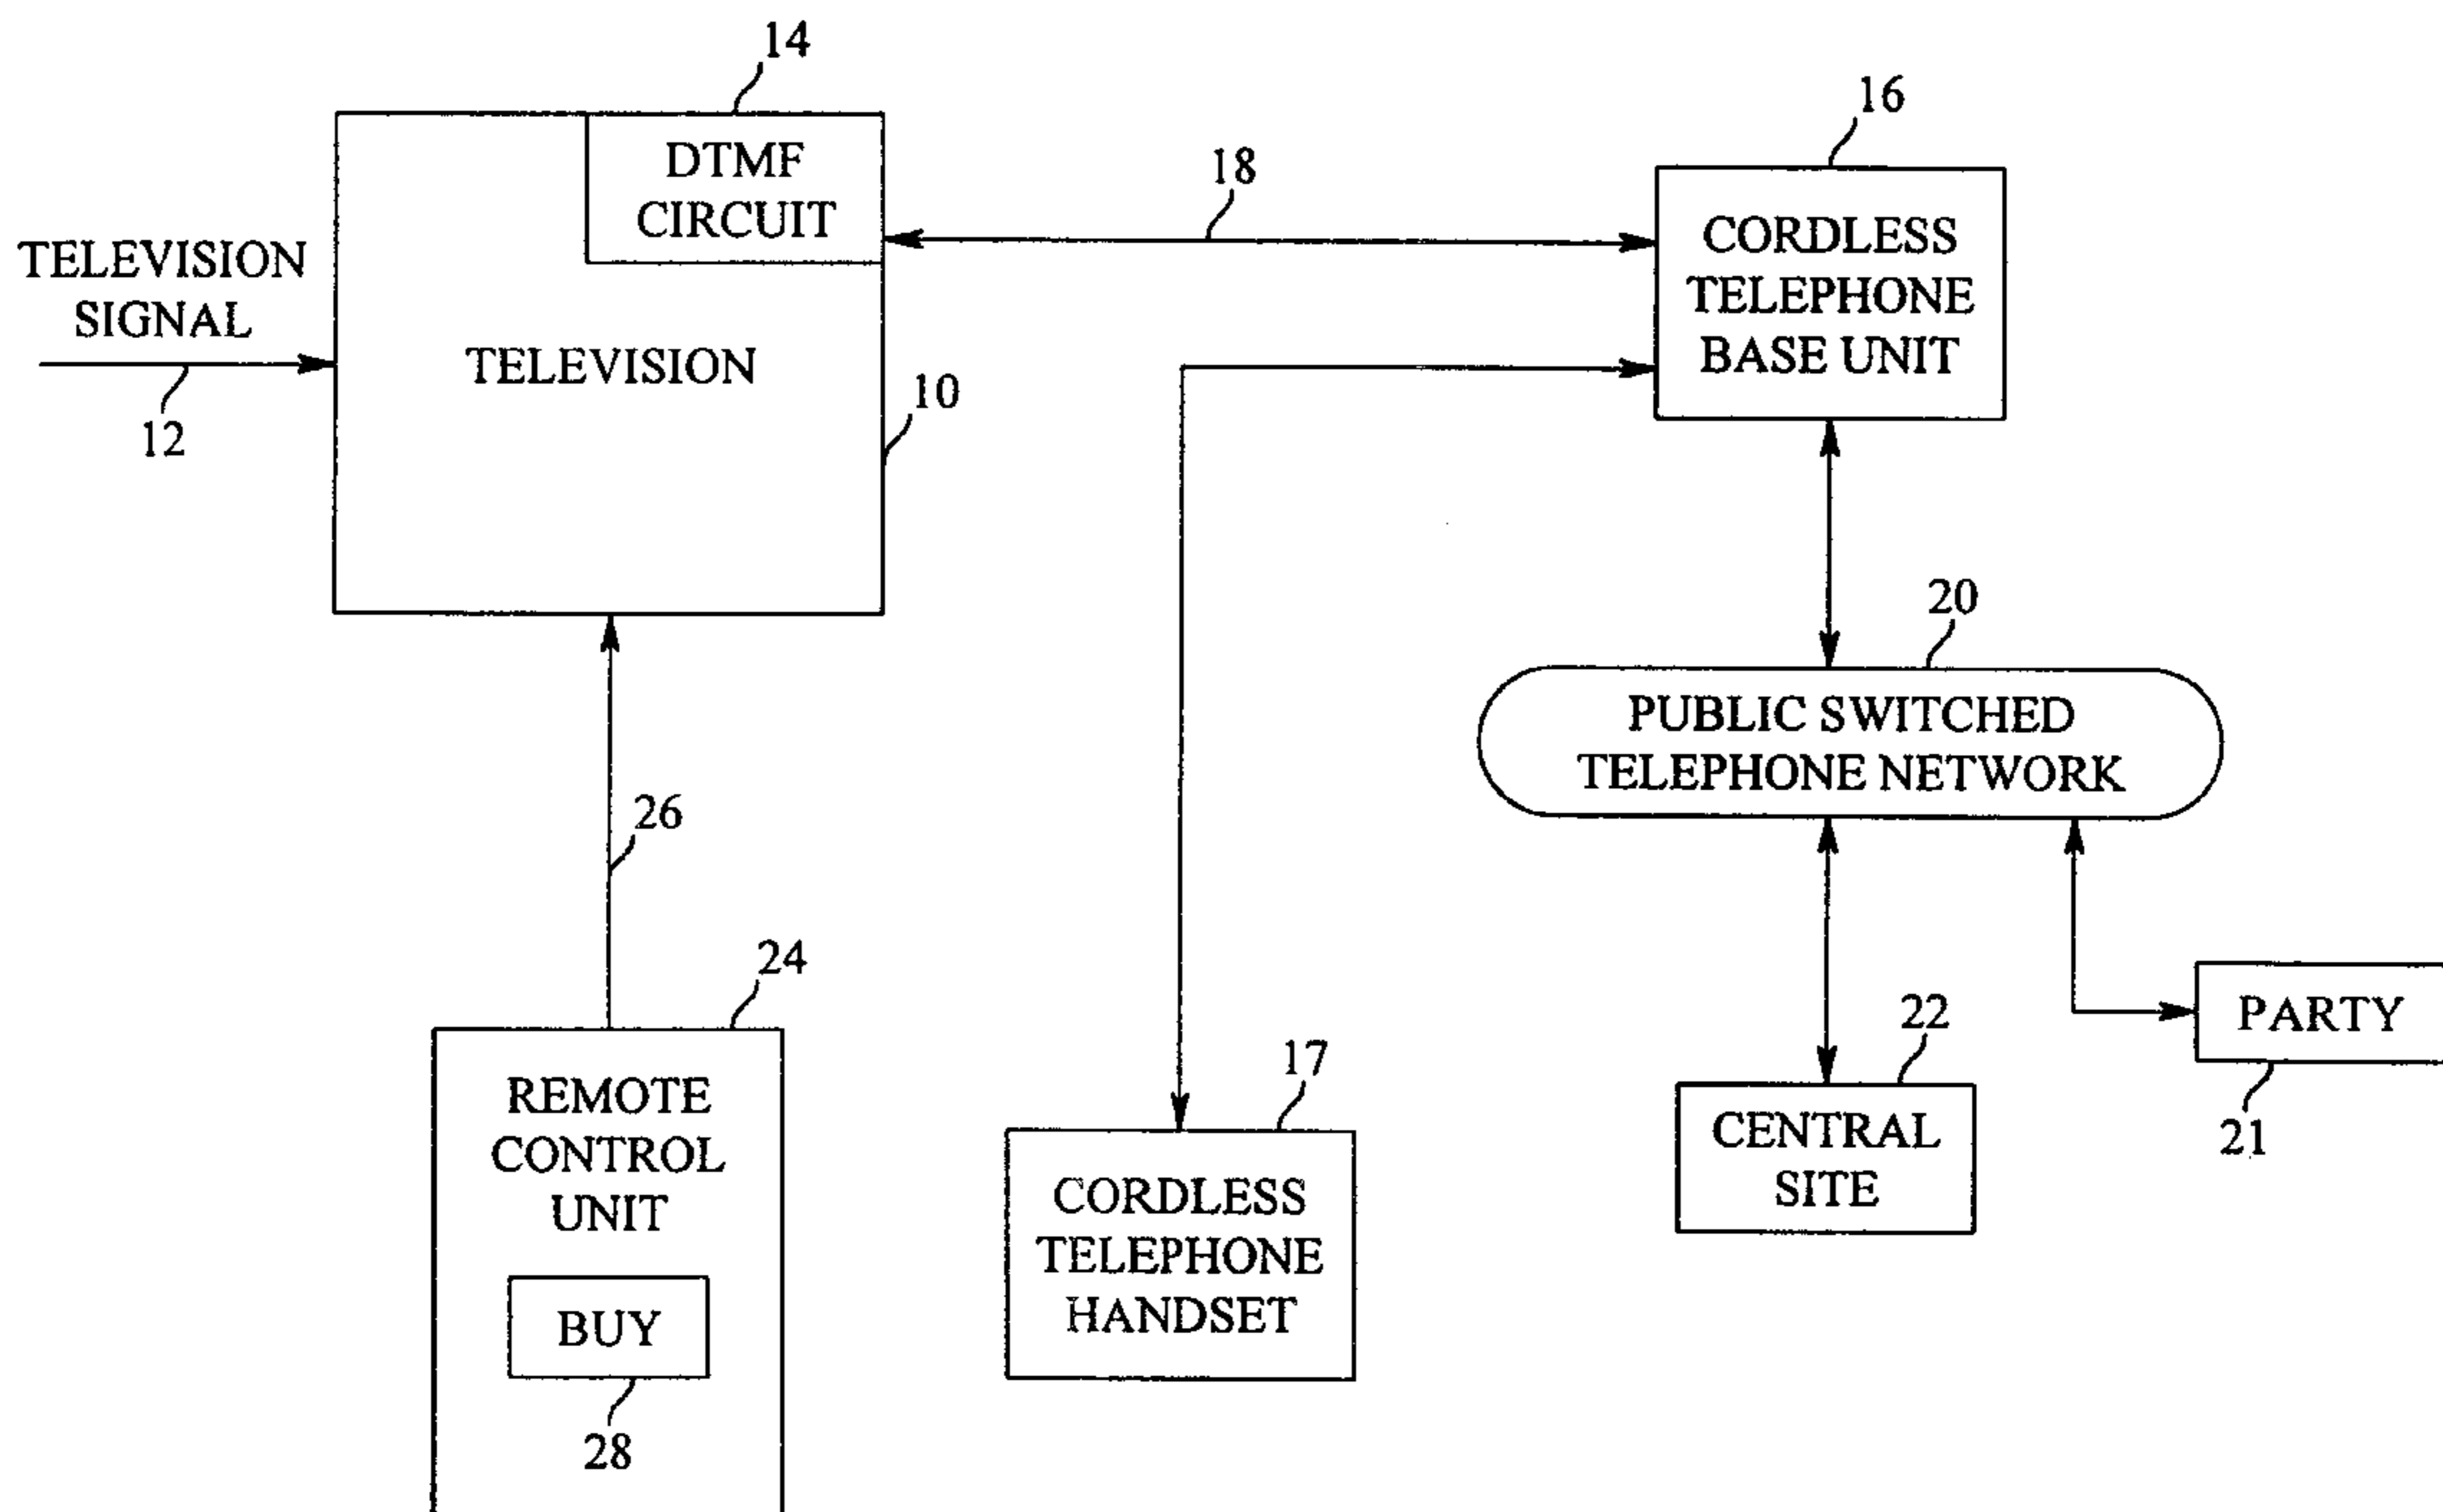 14
DTMF
CIRCUIT
TELEVISION
SIGNAL
12
TELEVISION
10
18
16
CORDLESS
TELEPHONE
BASE UNIT
20
PUBLIC SWITCHED
TELEPHONE NETWORK
26
24
REMOTE
CONTROL
UNIT
BUY
28
17
CORDLESS
TELEPHONE
HANDSET
22
CENTRAL
SITE
PARTY
21